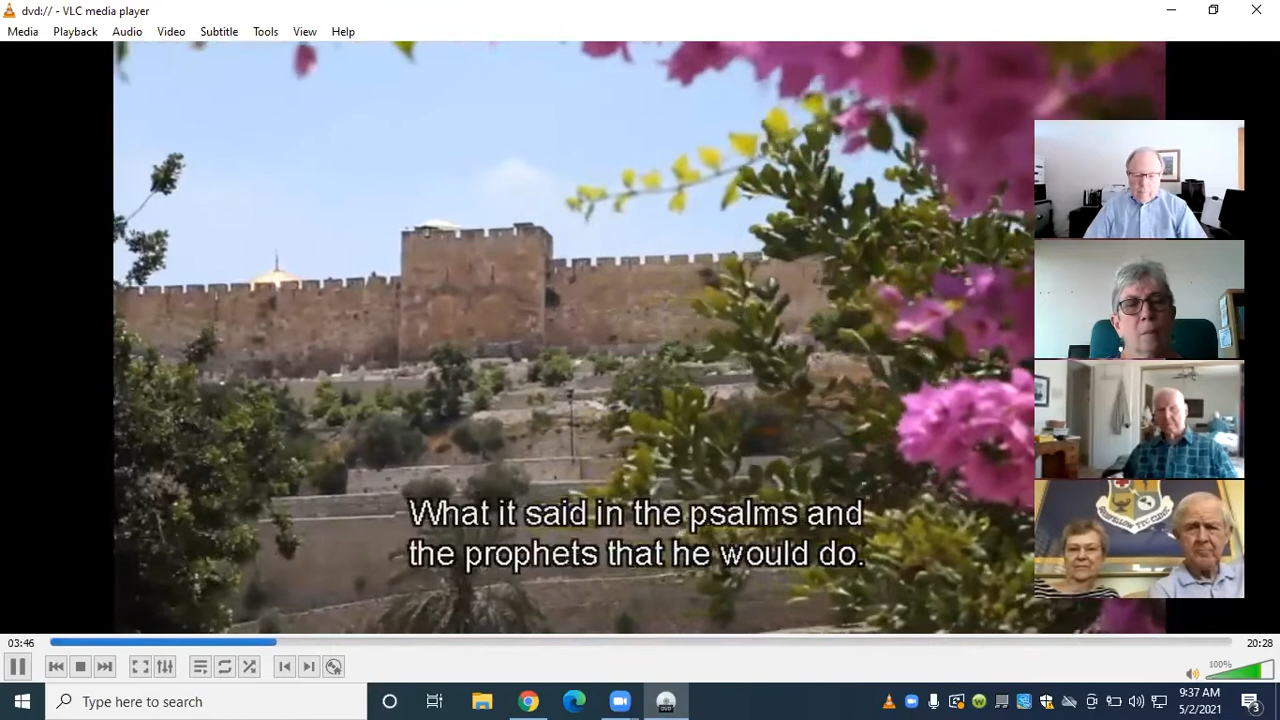 dvd:// - VLC media player
Media Playback Audio Video Subtitle Tools View Help
What it said in the psalms and
the prophets that he would do.
03:46
20:28
100%
Type here to search
9:37 AM
5/2/2021
3